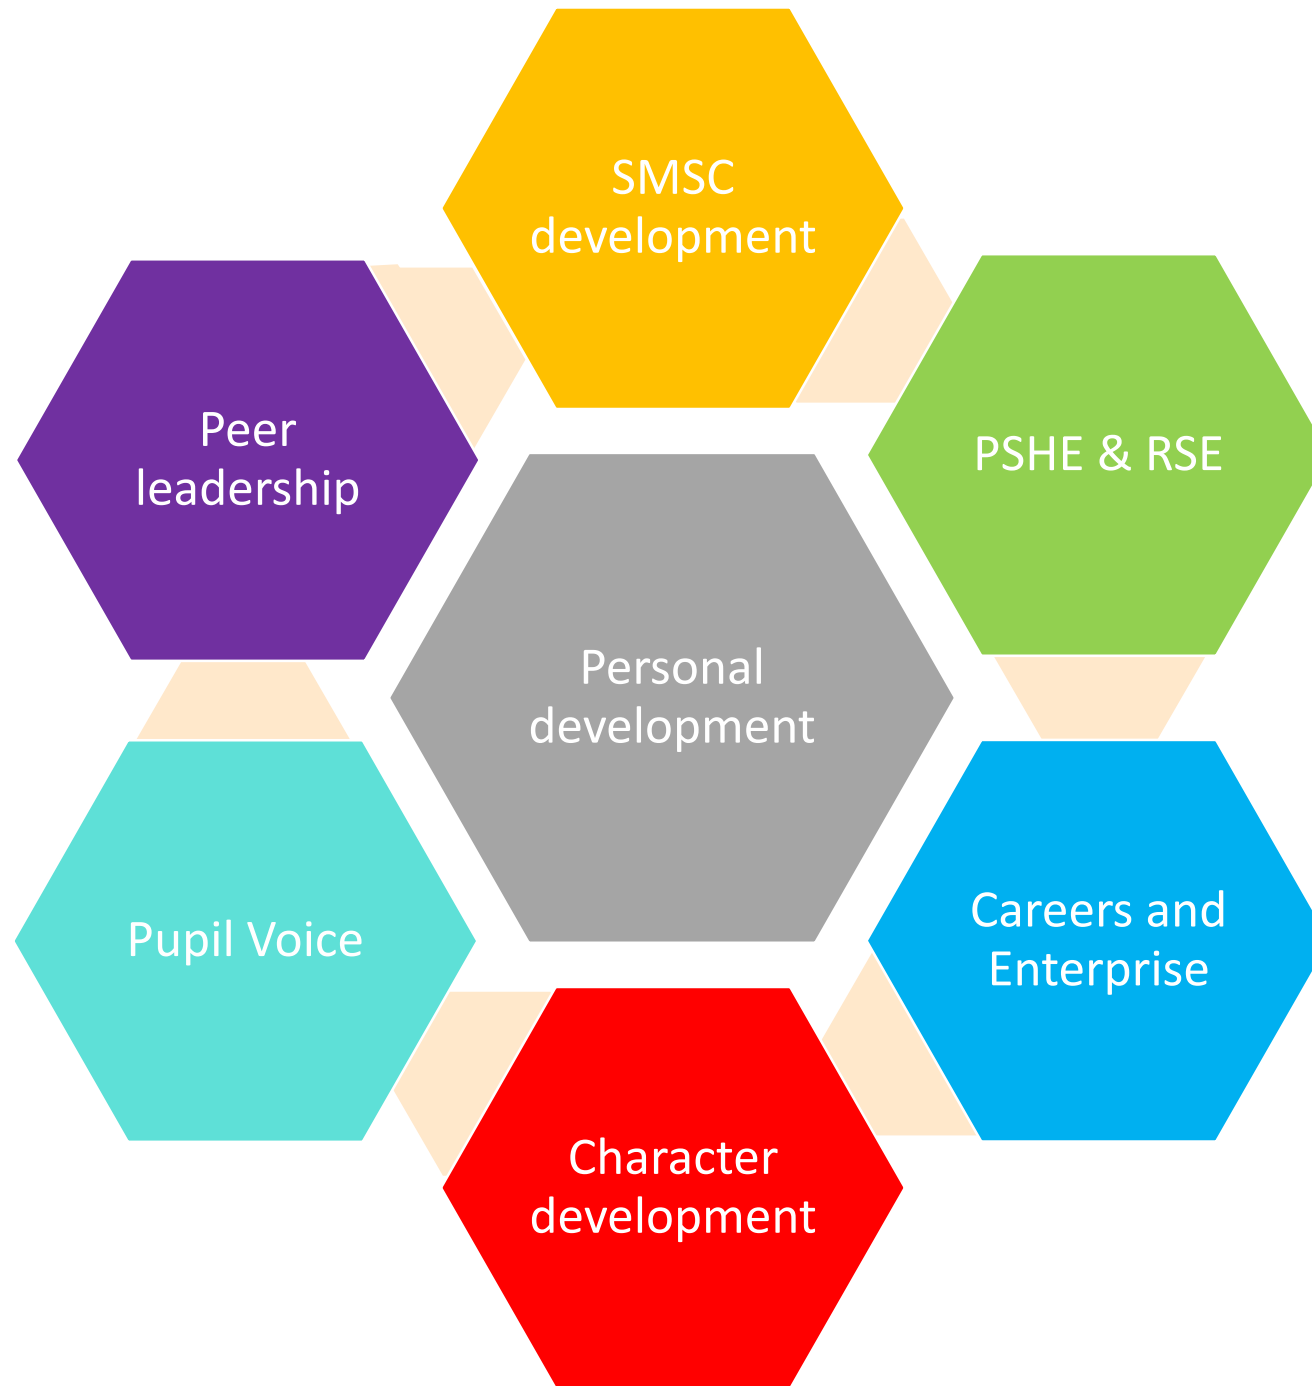 SMSC
development
PSHE & RSE
Careers and
Enterprise
Character
development
Pupil Voice
Peer
leadership
Personal
development